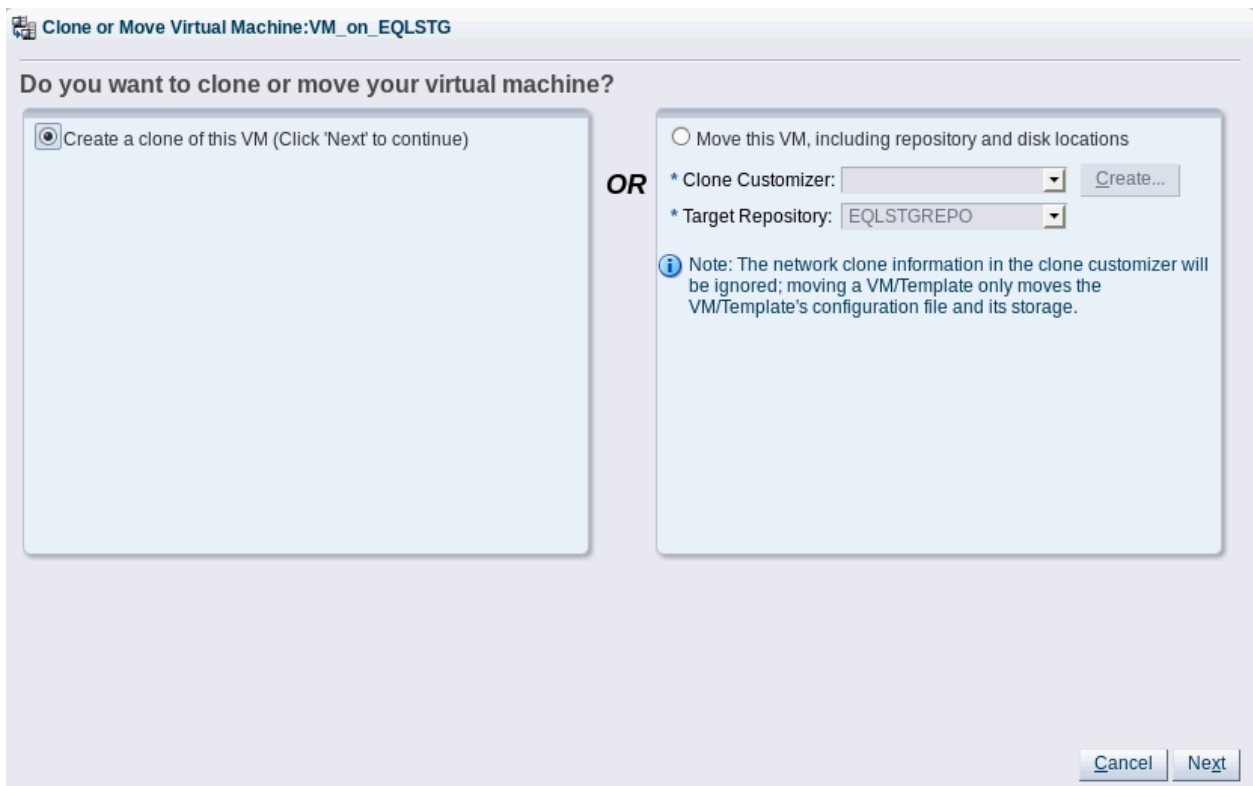 Clone or Move Virtual Machine:VM_on_EQLSTG
Do you want to clone or move your virtual machine?
Create a clone of this VM (Click 'Next' to continue)
OR
Move this VM, including repository and disk locations
* Clone Customizer:
Create...
* Target Repository: EQLSTGREPO
Note: The network clone information in the clone customizer will
be ignored; moving a VM/Template only moves the
VM/Template's configuration file and its storage.
Cancel
Next